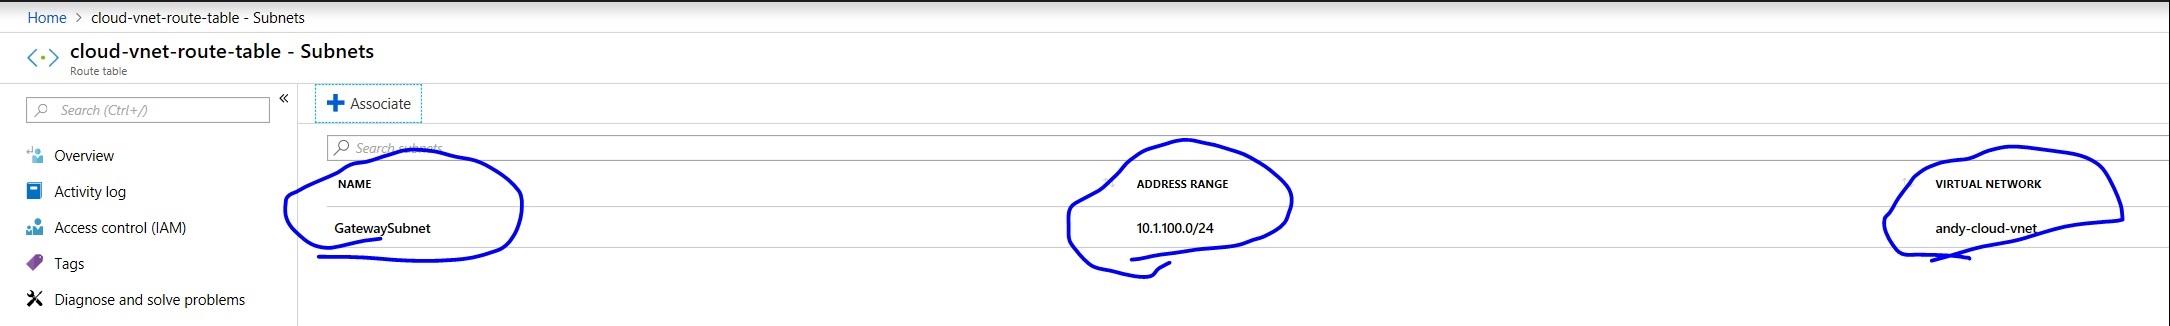 Home > cloud-vnet-route-table - Subnets
cloud-vnet-route-table - Subnets
Route table
Search (Ctrl+/)
«
Overview
Activity log
Access control (IAM)
Tags
Diagnose and solve problems
Associate
Search subnets
NAME ADDRESS RANGE VIRTUAL NETWORK
GatewaySubnet 10.1.100.0/24 andy-cloud-vnet